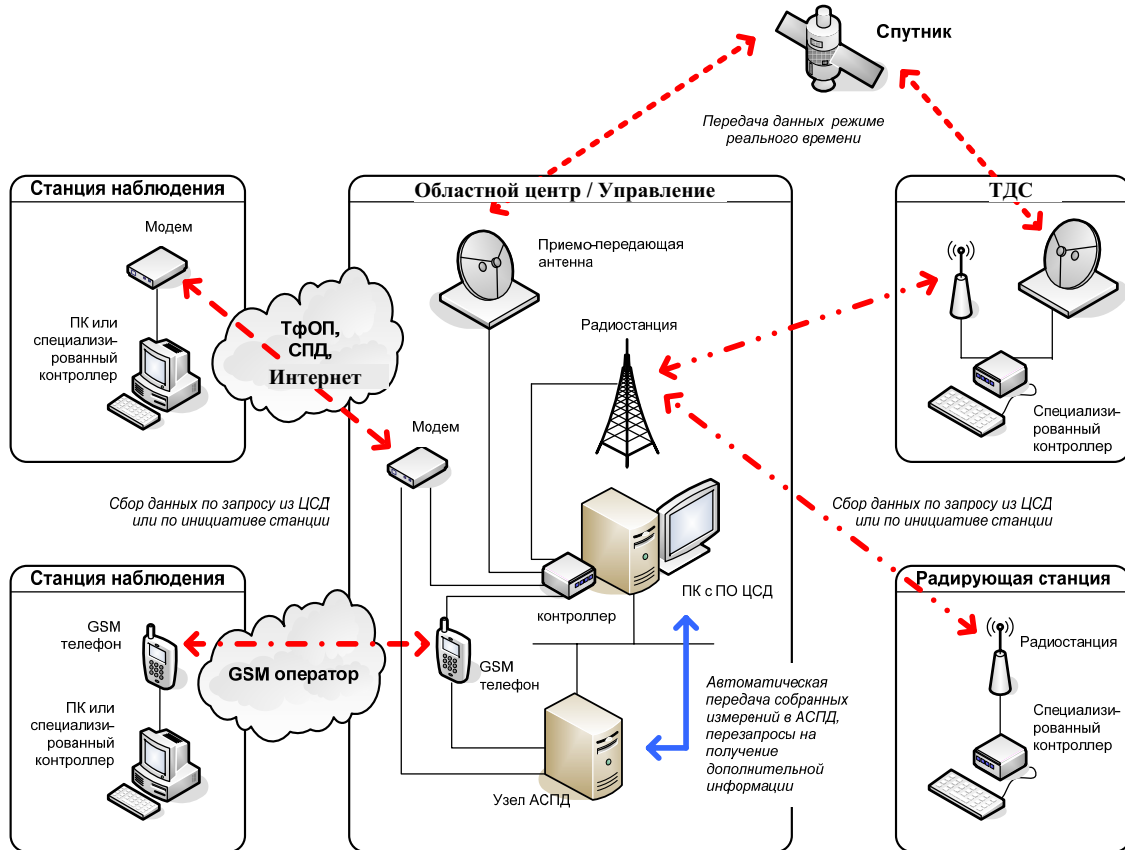 Спутник
Передача данных режиме
реального времени
Станция наблюдения
Модем
ПК или
специализи-
рованный
контроллер
ТфОП,
СПД,
Интернет
Областной центр / Управление
Приемо-передающая
антенна
Радиостанция
Модем
контроллер
ПК с ПО ЦСД
GSM
телефон
Узел АСПД
Автоматическая
передача собранных
измерений в АСПД,
перезапросы на
получение
дополнительной
информации
ТДС
Специализи-
рованный
контроллер
Сбор данных по запросу из ЦСД
или по инициативе станции
Сбор данных по запросу из ЦСД
или по инициативе станции
Станция наблюдения
GSM
телефон
ПК или
специализи-
рованный
контроллер
GSM оператор
Радирующая станция
Радиостанция
Специализи-
рованный
контроллер